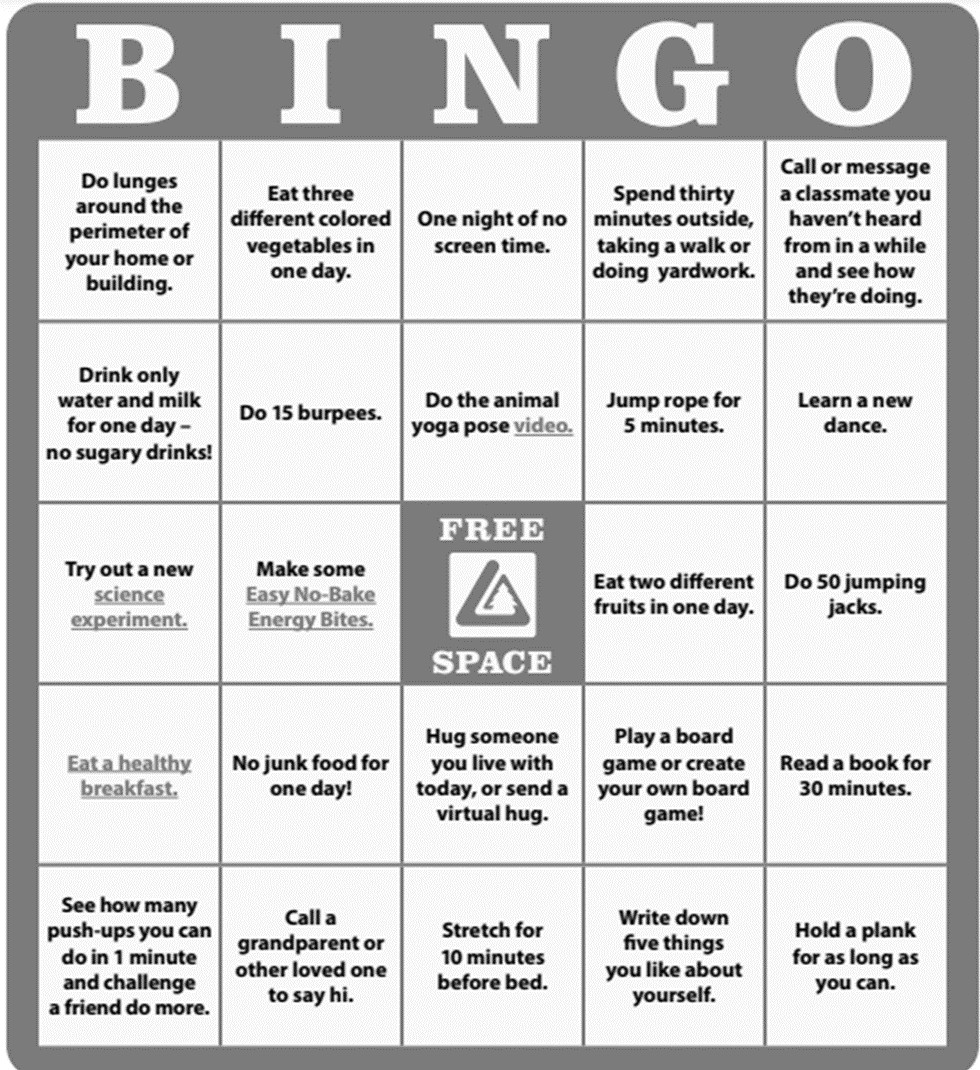 B I N G O
Do lunges
around the
perimeter of
your home or
building.
Eat three
different colored
vegetables in
one day.
One night of no
screen time.
Spend thirty
minutes outside,
taking a walk or
doing yardwork.
Call or message
a classmate you
haven't heard
from in a while
and see how
they're doing.
Drink only
water and milk
for one day –
no sugary drinks!
Do 15 burpees.
Do the animal
yoga pose video.
Jump rope for
5 minutes.
Learn a new
dance.
Try out a new
science
experiment.
Make some
Easy No-Bake
Energy Bites.
FREE
SPACE
Eat two different
fruits in one day.
Do 50 jumping
jacks.
Eat a healthy
breakfast.
No junk food for
one day!
Hug someone
you live with
today, or send a
virtual hug.
Play a board
game or create
your own board
game!
Read a book for
30 minutes.
See how many
push-ups you can
do in 1 minute
and challenge
a friend do more.
Call a
grandparent or
other loved one
to say hi.
Stretch for
10 minutes
before bed.
Write down
five things
you like about
yourself.
Hold a plank
for as long as
you can.